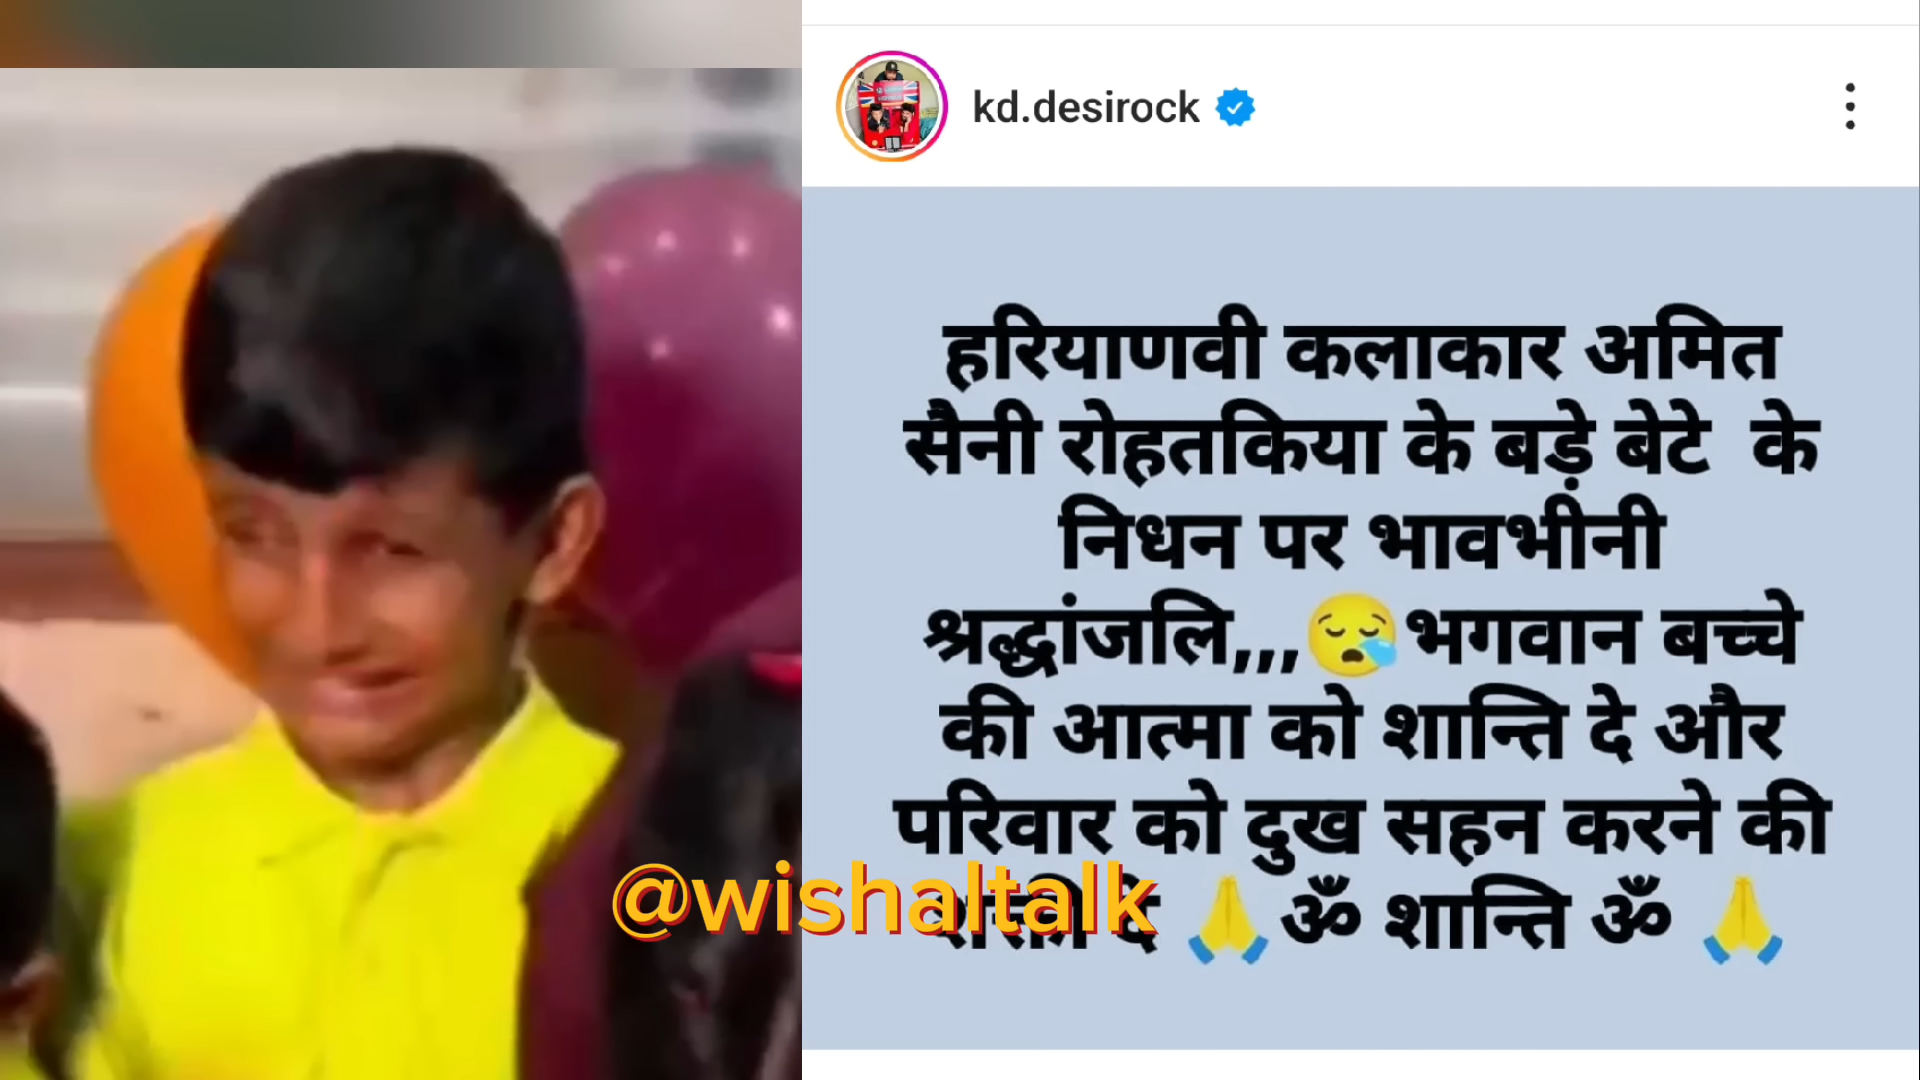 kd.desirock
हरियाणवी कलाकार अमित
सैनी रोहतकिया के बड़े बेटे के
निधन पर भावभीनी
श्रद्धांजलि,,,😪भगवान बच्चे
की आत्मा को शान्ति दे और
परिवार को दुख सहन करने की
🙏ॐ शान्ति ॐ 🙏
@wishaltalk